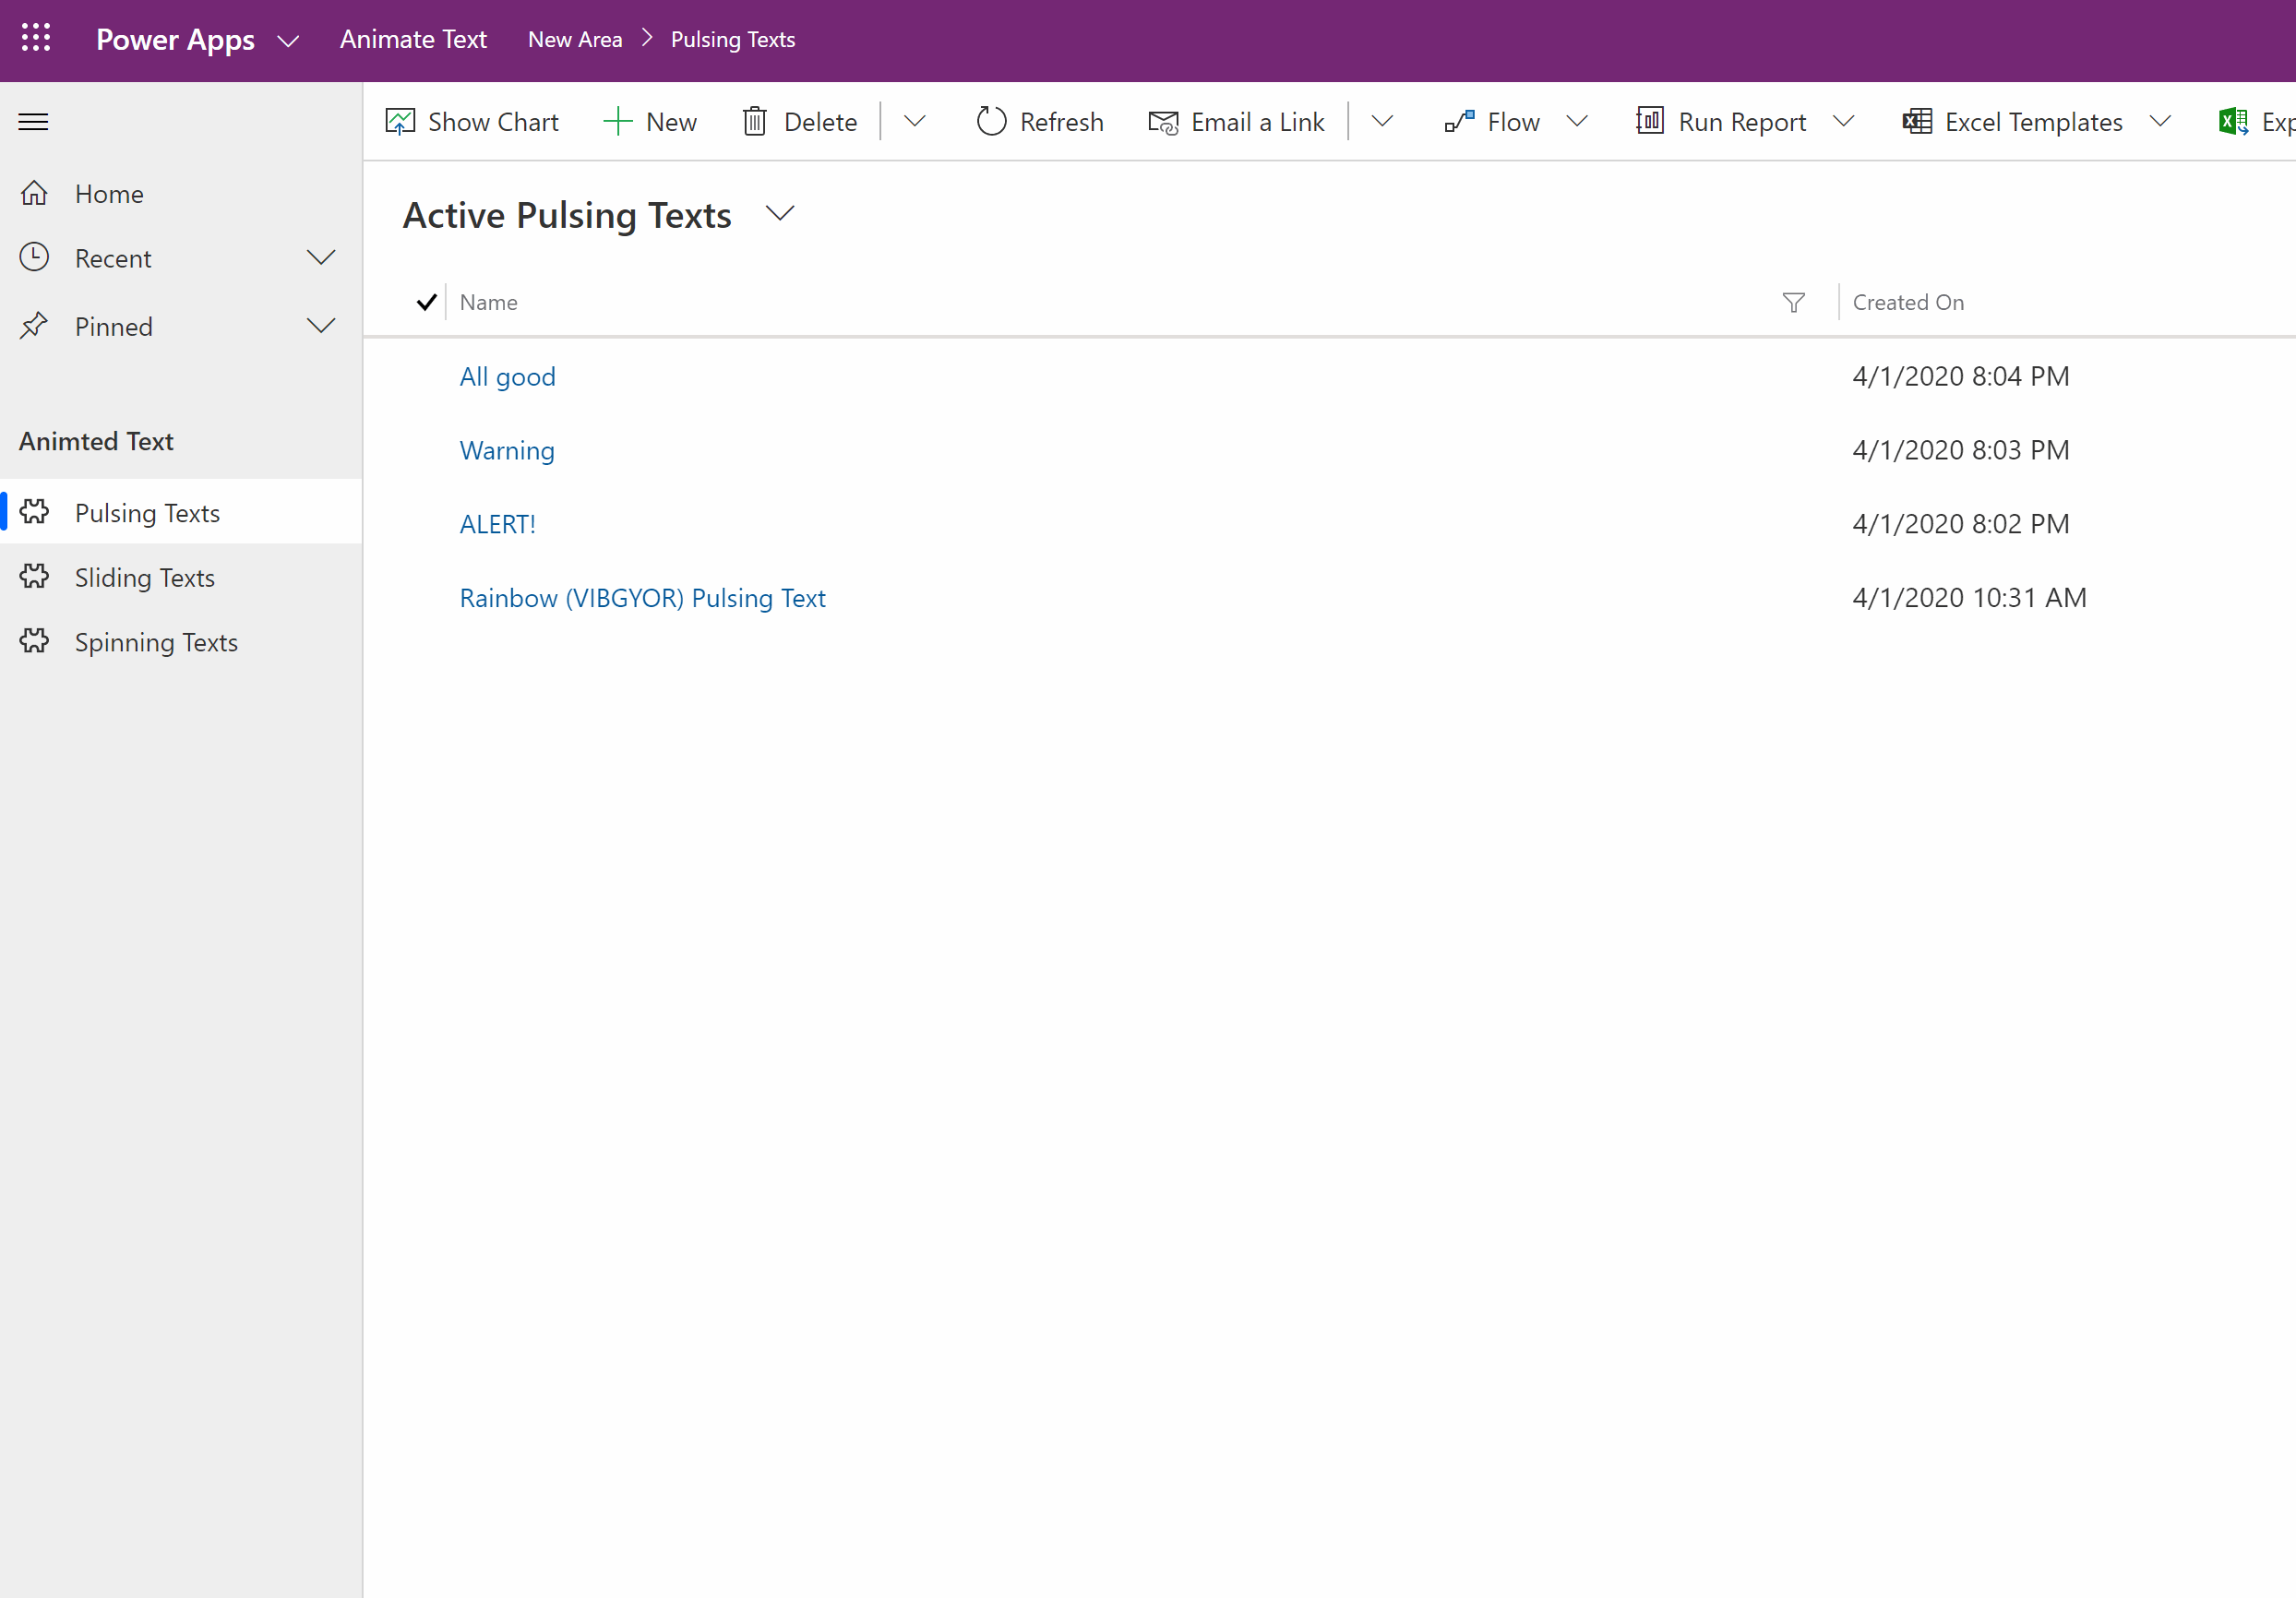 Power Apps Animate Text New Area > Pulsing Texts
Show Chart New Delete Refresh Email a Link Flow Run Report Excel Templates Exp
Home
Recent
Pinned
Animted Text
Pulsing Texts
Sliding Texts
Spinning Texts
Active Pulsing Texts
Name Created On
All good 4/1/2020 8:04 PM
Warning 4/1/2020 8:03 PM
ALERT! 4/1/2020 8:02 PM
Rainbow (VIBGYOR) Pulsing Text 4/1/2020 10:31 AM